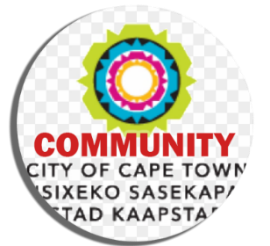 COMMUNITY
CITY OF CAPE TOWN
ISIXEKO SASEKAPA
STAD KAAPSTAD